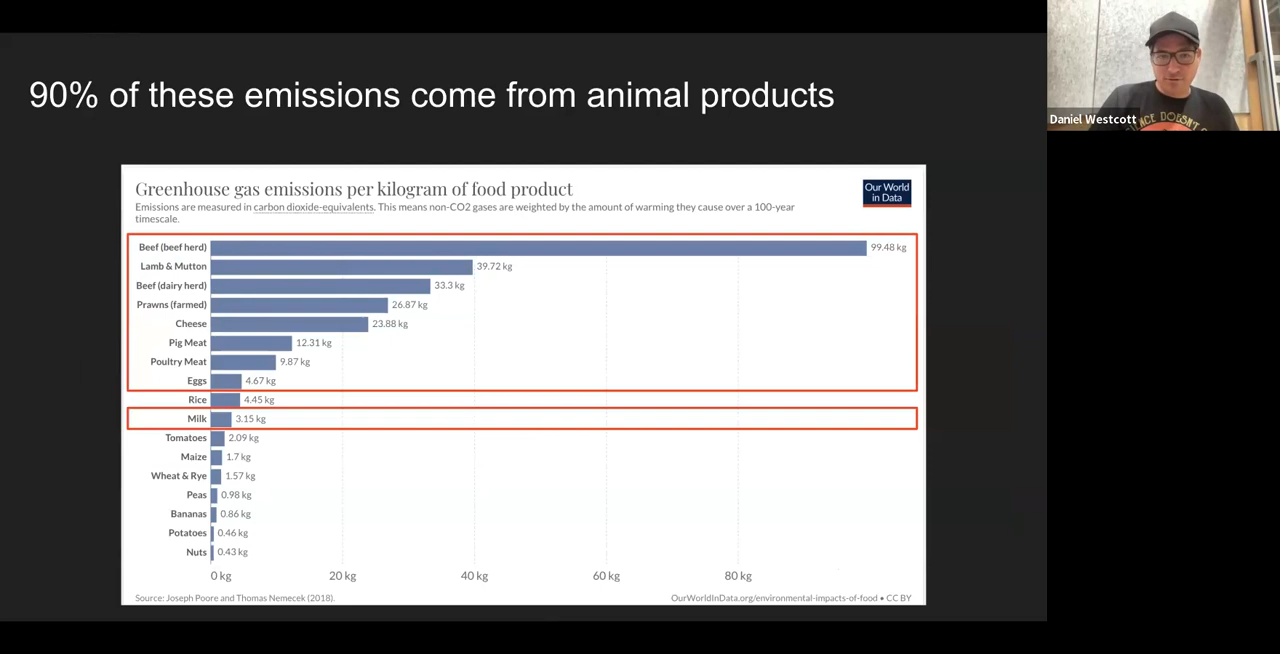 90% of these emissions come from animal products
Daniel Westcott
Greenhouse gas emissions per kilogram of food product
Our World
in Data
Emissions are measured in carbon dioxide-equivalents. This means non-CO2 gases are weighted by the amount of warming they cause over a 100-year
timescale.
Beef (beef herd) 99.48 kg
Lamb & Mutton 39.72 kg
Beef (dairy herd) 33.3 kg
Prawns (farmed) 26.87 kg
Cheese 23.88 kg
Pig Meat 12.31 kg
Poultry Meat 9.87 kg
Eggs 4.67 kg
Rice 4.45 kg
Milk 3.15 kg
Tomatoes 2.09 kg
Maize 1.7 kg
Wheat & Rye 1.57 kg
Peas 0.98 kg
Bananas 0.86 kg
Potatoes 0.46 kg
Nuts 0.43 kg
0 kg 20 kg 40 kg 60 kg 80 kg
Source: Joseph Poore and Thomas Nemecek (2018). OurWorldInData.org/environmental-impacts-of-food • CC BY